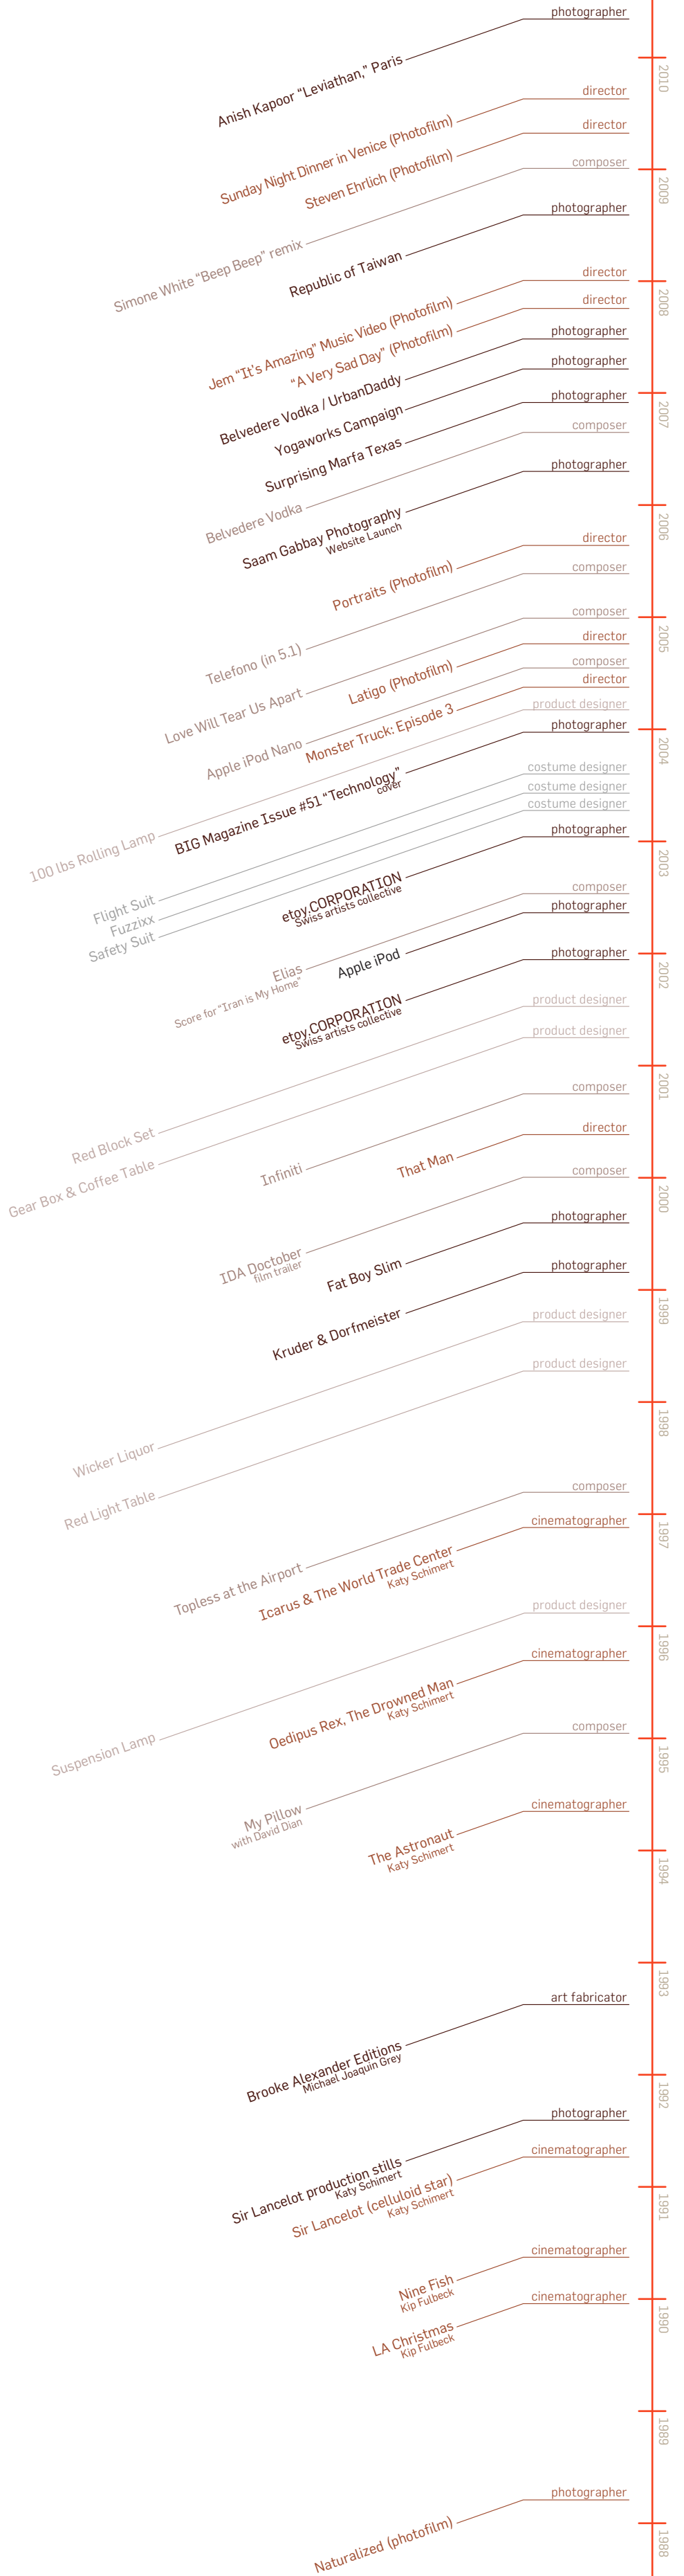 photographer
Anish Kapoor “Leviathan,” Paris
2010
director
Sunday Night Dinner in Venice (Photofilm)
director
Steven Ehrlich (Photofilm)
composer
Simone White “Beep Beep” remix
2009
photographer
Republic of Taiwan
director
Jem “It’s Amazing” Music Video (Photofilm)
2008
director
“A Very Sad Day” (Photofilm)
photographer
Belvedere Vodka / UrbanDaddy
photographer
Yogaworks Campaign
photographer
Surprising Marfa Texas
2007
composer
Belvedere Vodka
photographer
Saam Gabbay Photography
Website Launch
2006
director
Portraits (Photofilm)
composer
Telefono (in 5.1)
composer
Love Will Tear Us Apart
2005
director
Latigo (Photofilm)
composer
Apple iPod Nano
director
Monster Truck: Episode 3
product designer
100 lbs Rolling Lamp
photographer
BIG Magazine Issue #51 “Technology”
cover
2004
costume designer
Flight Suit
costume designer
Fuzzixx
costume designer
Safety Suit
photographer
etoy.CORPORATION
Swiss artists collective
2003
composer
Elias
Score for “Iran is My Home”
photographer
Apple iPod
photographer
etoy.CORPORATION
Swiss artists collective
2002
product designer
Red Block Set
product designer
Gear Box & Coffee Table
2001
composer
Infiniti
director
That Man
composer
IDA Doctober
film trailer
2000
photographer
Fat Boy Slim
photographer
Kruder & Dorfmeister
1999
product designer
Wicker Liquor
product designer
Red Light Table
1998
composer
Topless at the Airport
cinematographer
Icarus & The World Trade Center
Katy Schimert
1997
product designer
Suspension Lamp
1996
cinematographer
Oedipus Rex, The Drowned Man
Katy Schimert
composer
My Pillow
with David Dian
1995
cinematographer
The Astronaut
Katy Schimert
1994
1993
art fabricator
Brooke Alexander Editions
Michael Joaquin Grey
1992
photographer
Sir Lancelot production stills
Katy Schimert
cinematographer
Sir Lancelot (celluloid star)
Katy Schimert
1991
cinematographer
Nine Fish
Kip Fulbeck
cinematographer
LA Christmas
Kip Fulbeck
1990
1989
photographer
Naturalized (photofilm)
1988